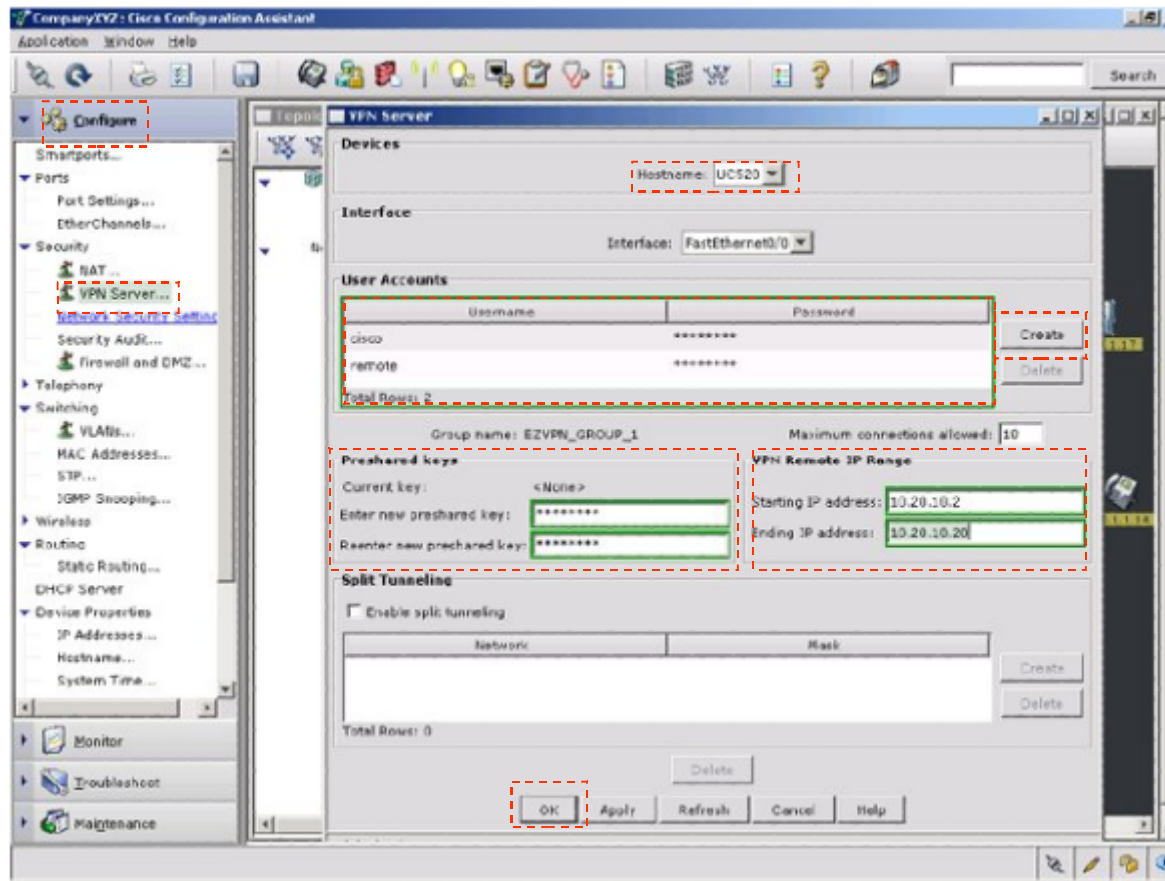 CompanyXYZ : Cisco Configuration Assistant
Application Window Help
Search
Configure
Smartports...
Ports
Port Settings...
EtherChannels...
Security
NAT...
VPN Server...
Network Security Setting
Security Audit...
Firewall and DMZ...
Telephony
Switching
VLANs...
MAC Addresses...
STP...
IGMP Snooping...
Wireless
Routing
Static Routing...
DHCP Server
Device Properties
IP Addresses...
Hostname...
System Time...
Monitor
Troubleshoot
Maintenance
Topolo
VPN Server
Devices
Hostname: UC520
Interface
Interface: FastEthernet0/0
User Accounts
Username Password
cisco ********
remote ********
Total Rows: 2
Create
Delete
Group name: EZVPN_GROUP_1 Maximum connections allowed: 10
Preshared keys
Current key: <None>
Enter new preshared key: ********
Reenter new preshared key: ********
VPN Remote IP Range
Starting IP address: 10.20.10.2
Ending IP address: 10.20.10.20
Split Tunneling
Enable split tunneling
Network Mask
Create
Delete
Total Rows: 0
Delete
OK Apply Refresh Cancel Help